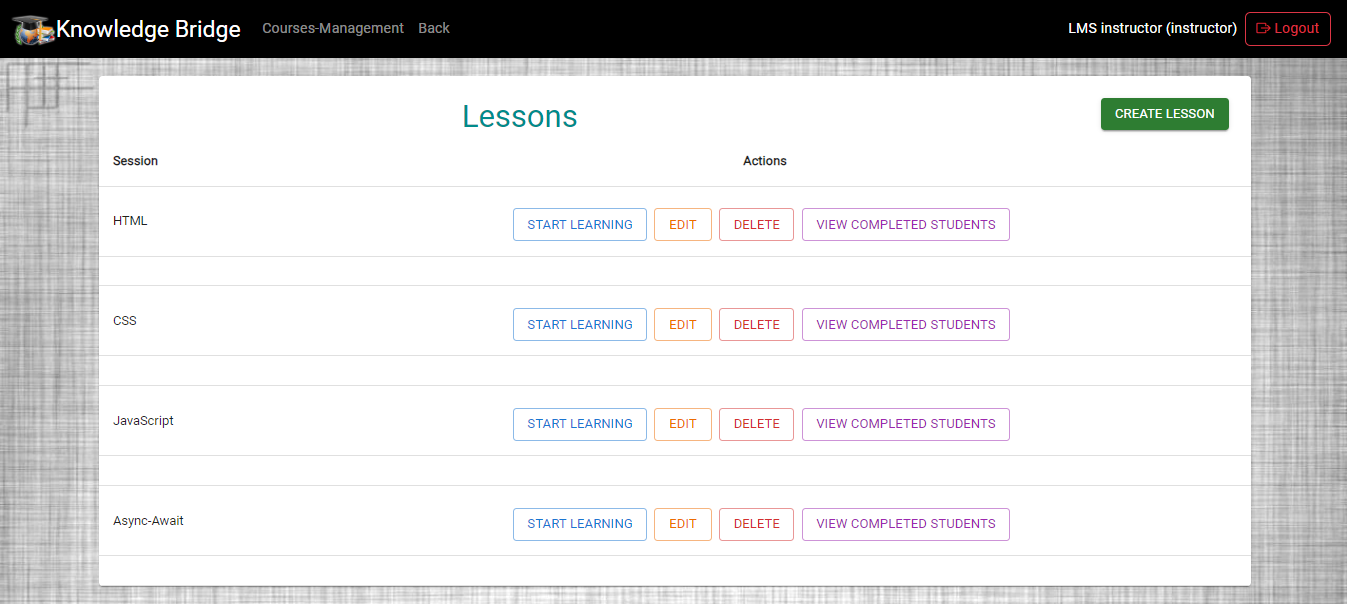 Knowledge Bridge Courses-Management Back LMS instructor (instructor) Logout
Lessons CREATE LESSON
Session Actions
HTML START LEARNING EDIT DELETE VIEW COMPLETED STUDENTS
CSS START LEARNING EDIT DELETE VIEW COMPLETED STUDENTS
JavaScript START LEARNING EDIT DELETE VIEW COMPLETED STUDENTS
Async-Await START LEARNING EDIT DELETE VIEW COMPLETED STUDENTS